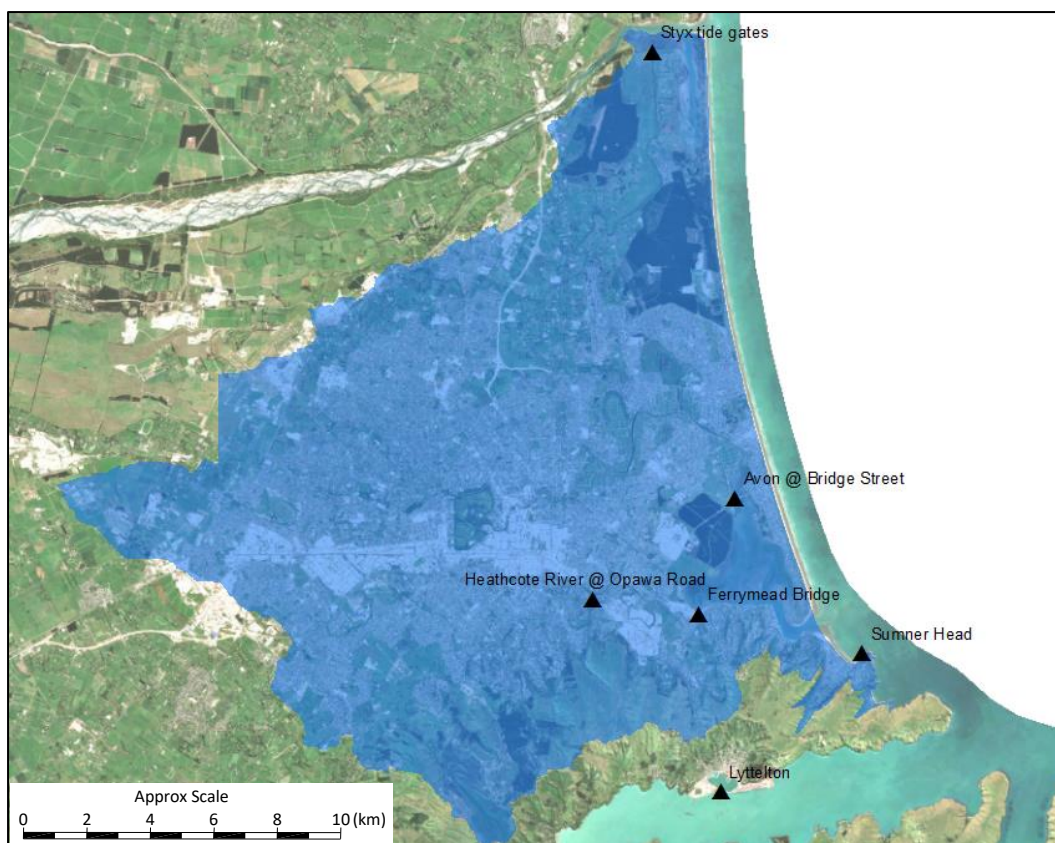 Styx tide gates
Avon @ Bridge Street
Heathcote River @ Opawa Road
Ferrymead Bridge
Sumner Head
Lyttelton
Approx Scale
0 2 4 6 8 10 (km)